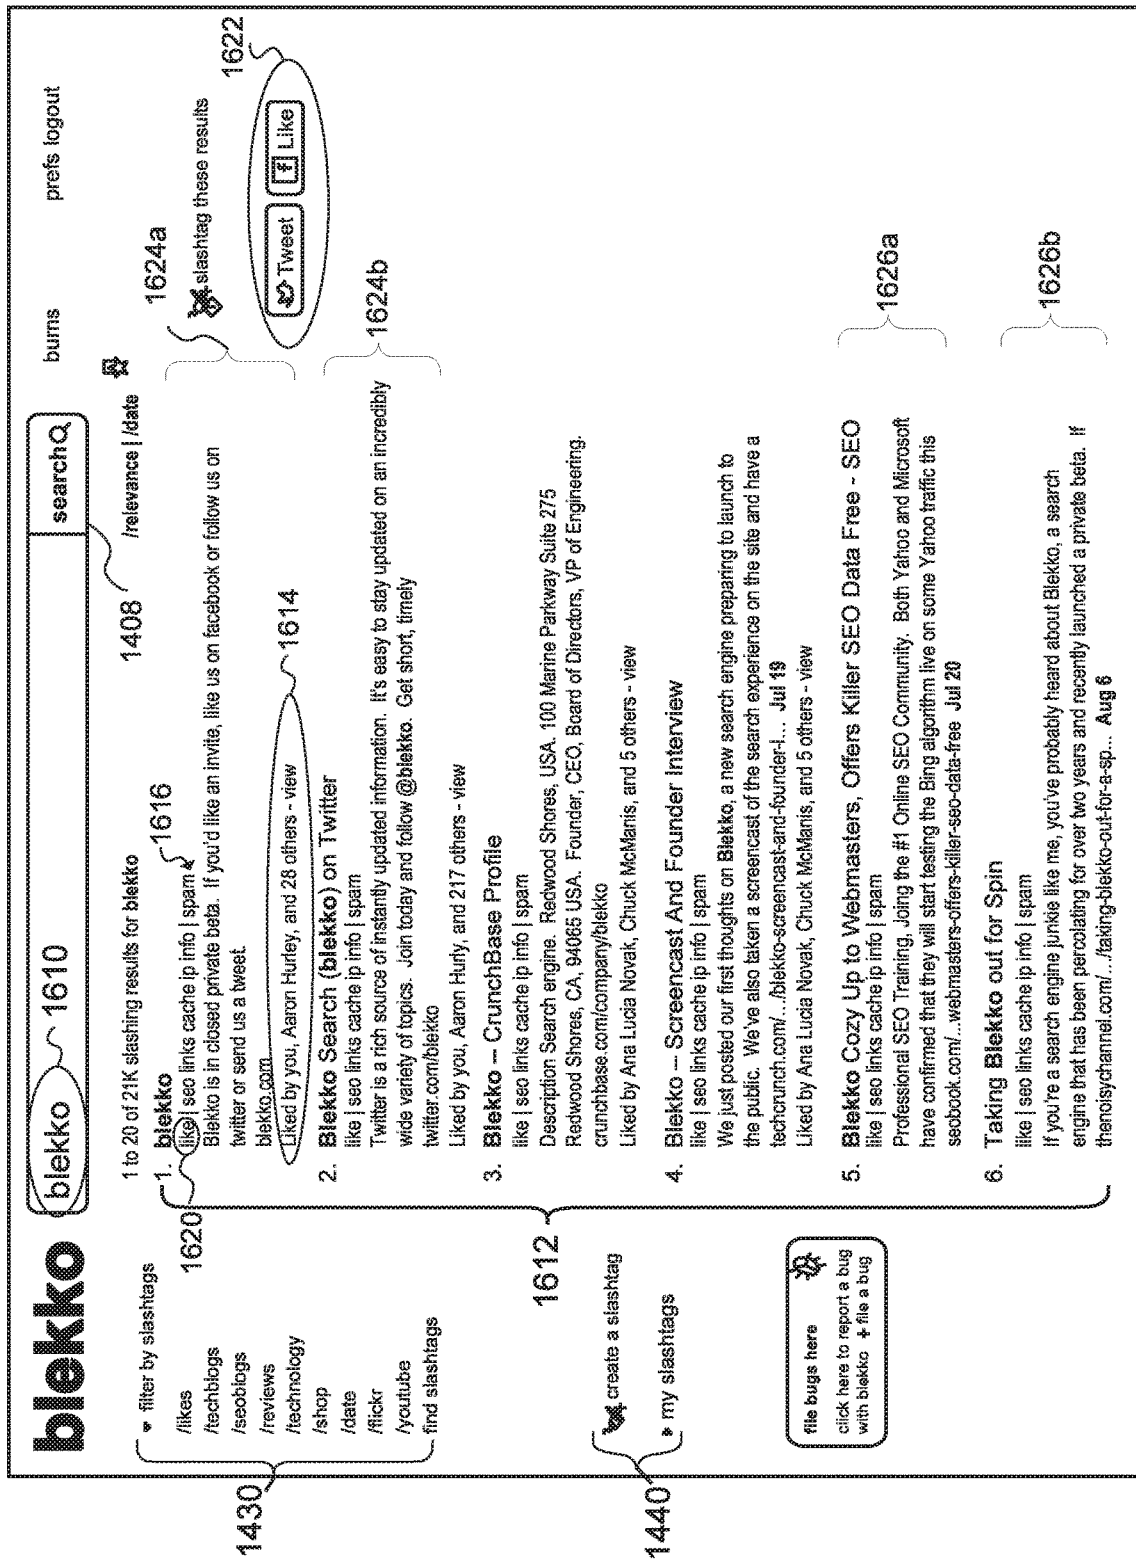 blekko
blekko
search
burns
prefs logout
1610
1408
1 to 20 of 21K slashing results for blekko
/relevance | /date
1624a
slashtag these results
1622
Tweet
f Like
1430
filter by slashtags
/likes
/techblogs
/seoblogs
/reviews
/technology
/shop
/date
/flickr
/youtube
find slashtags
1440
create a slashtag
my slashtags
file bugs here
click here to report a bug
with blekko + file a bug
1620
1612
1. blekko
like | seo links cache ip info | spam
1616
Blekko is in closed private beta. If you'd like an invite, like us on facebook or follow us on
twitter or send us a tweet.
blekko.com
Liked by you, Aaron Hurley, and 28 others - view
1614
2. Blekko Search (blekko) on Twitter
like | seo links cache ip info | spam
Twitter is a rich source of instantly updated information. It's easy to stay updated on an incredibly
wide variety of topics. Join today and follow @blekko. Get short, timely
twitter.com/blekko
Liked by you, Aaron Hurly, and 217 others - view
1624b
3. Blekko – CrunchBase Profile
like | seo links cache ip info | spam
Description Search engine. Redwood Shores, USA. 100 Marine Parkway Suite 275
Redwood Shores, CA, 94065 USA. Founder, CEO, Board of Directors, VP of Engineering.
crunchbase.com/company/blekko
Liked by Ana Lucia Novak, Chuck McManis, and 5 others - view
4. Blekko – Screencast And Founder Interview
like | seo links cache ip info | spam
We just posted our first thoughts on Blekko, a new search engine preparing to launch to
the public. We've also taken a screencast of the search experience on the site and have a
techcrunch.com/.../blekko-screencast-and-founder-i... Jul 19
Liked by Ana Lucia Novak, Chuck McManis, and 5 others - view
5. Blekko Cozy Up to Webmasters, Offers Killer SEO Data Free - SEO
like | seo links cache ip info | spam
Professional SEO Training, Joining the #1 Online SEO Community. Both Yahoo and Microsoft
have confirmed that they will start testing the Bing algorithm live on some Yahoo traffic this
seobook.com/...webmasters-offers-killer-seo-data-free Jul 20
1626a
6. Taking Blekko out for Spin
like | seo links cache ip info | spam
If you're a search engine junkie like me, you've probably heard about Blekko, a search
engine that has been percolating for over two years and recently launched a private beta. If
thenoisychannel.com/.../taking-blekko-out-for-a-sp... Aug 6
1626b